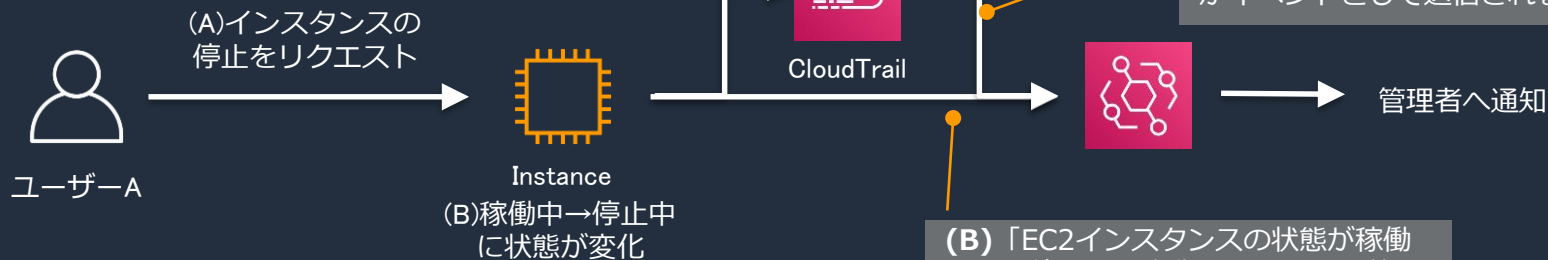 (A)インスタンスの
停止をリクエスト
ユーザーA
Instance
(B)稼働中→停止中
に状態が変化
CloudTrail
管理者へ通知
(B)「EC2インスタンスの状態が稼働